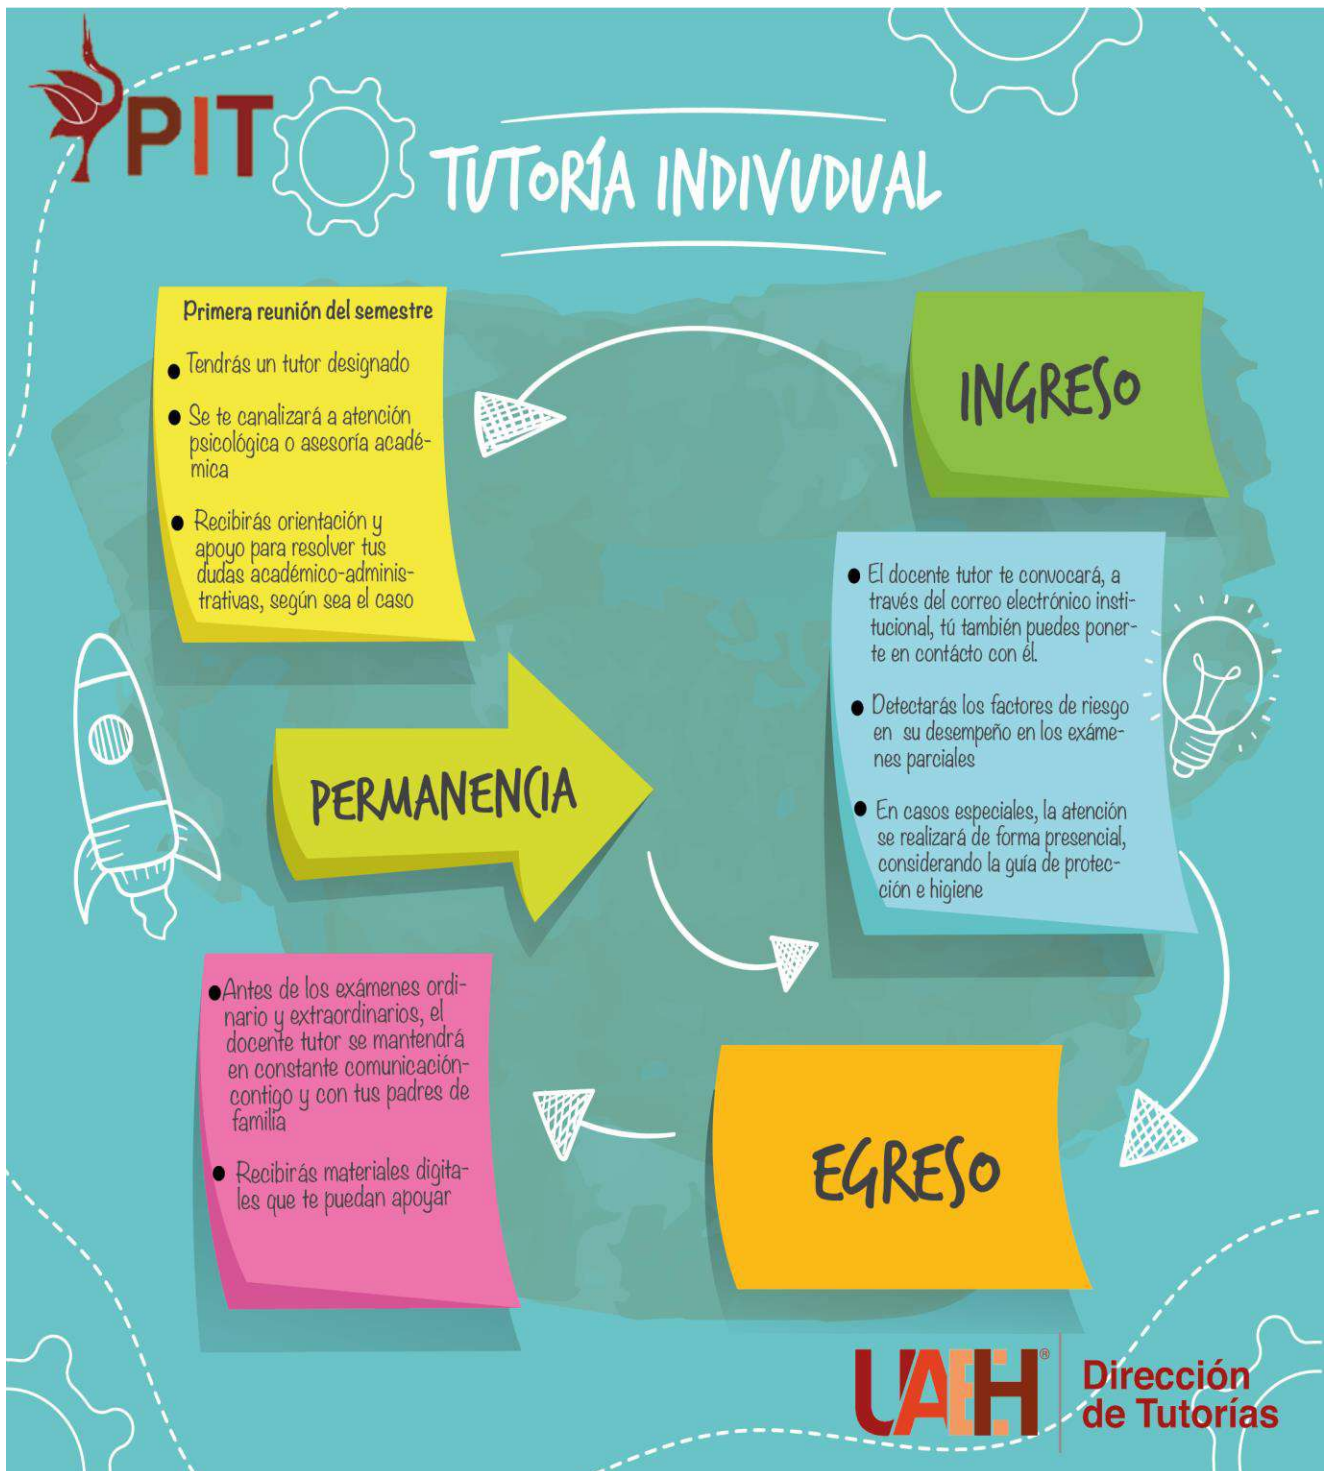 PIT
TUTORÍA INDIVUDUAL
INGRESO
Primera reunión del semestre
● Tendrás un tutor designado
● Se te canalizará a atención
psicológica o asesoría acadé-
mica
● Recibirás orientación y
apoyo para resolver tus
dudas académico-adminis-
trativas, según sea el caso
PERMANENCIA
● El docente tutor te convocará, a
través del correo electrónico insti-
tucional, tú también puedes poner-
te en contácto con él.
● Detectarás los factores de riesgo
en su desempeño en los exáme-
nes parciales
● En casos especiales, la atención
se realizará de forma presencial,
considerando la guía de protec-
ción e higiene
EGRESO
● Antes de los exámenes ordi-
nario y extraordinarios, el
docente tutor se mantendrá
en constante comunicación-
contigo y con tus padres de
familia
● Recibirás materiales digita-
les que te puedan apoyar
UAEH®
Dirección
de Tutorías